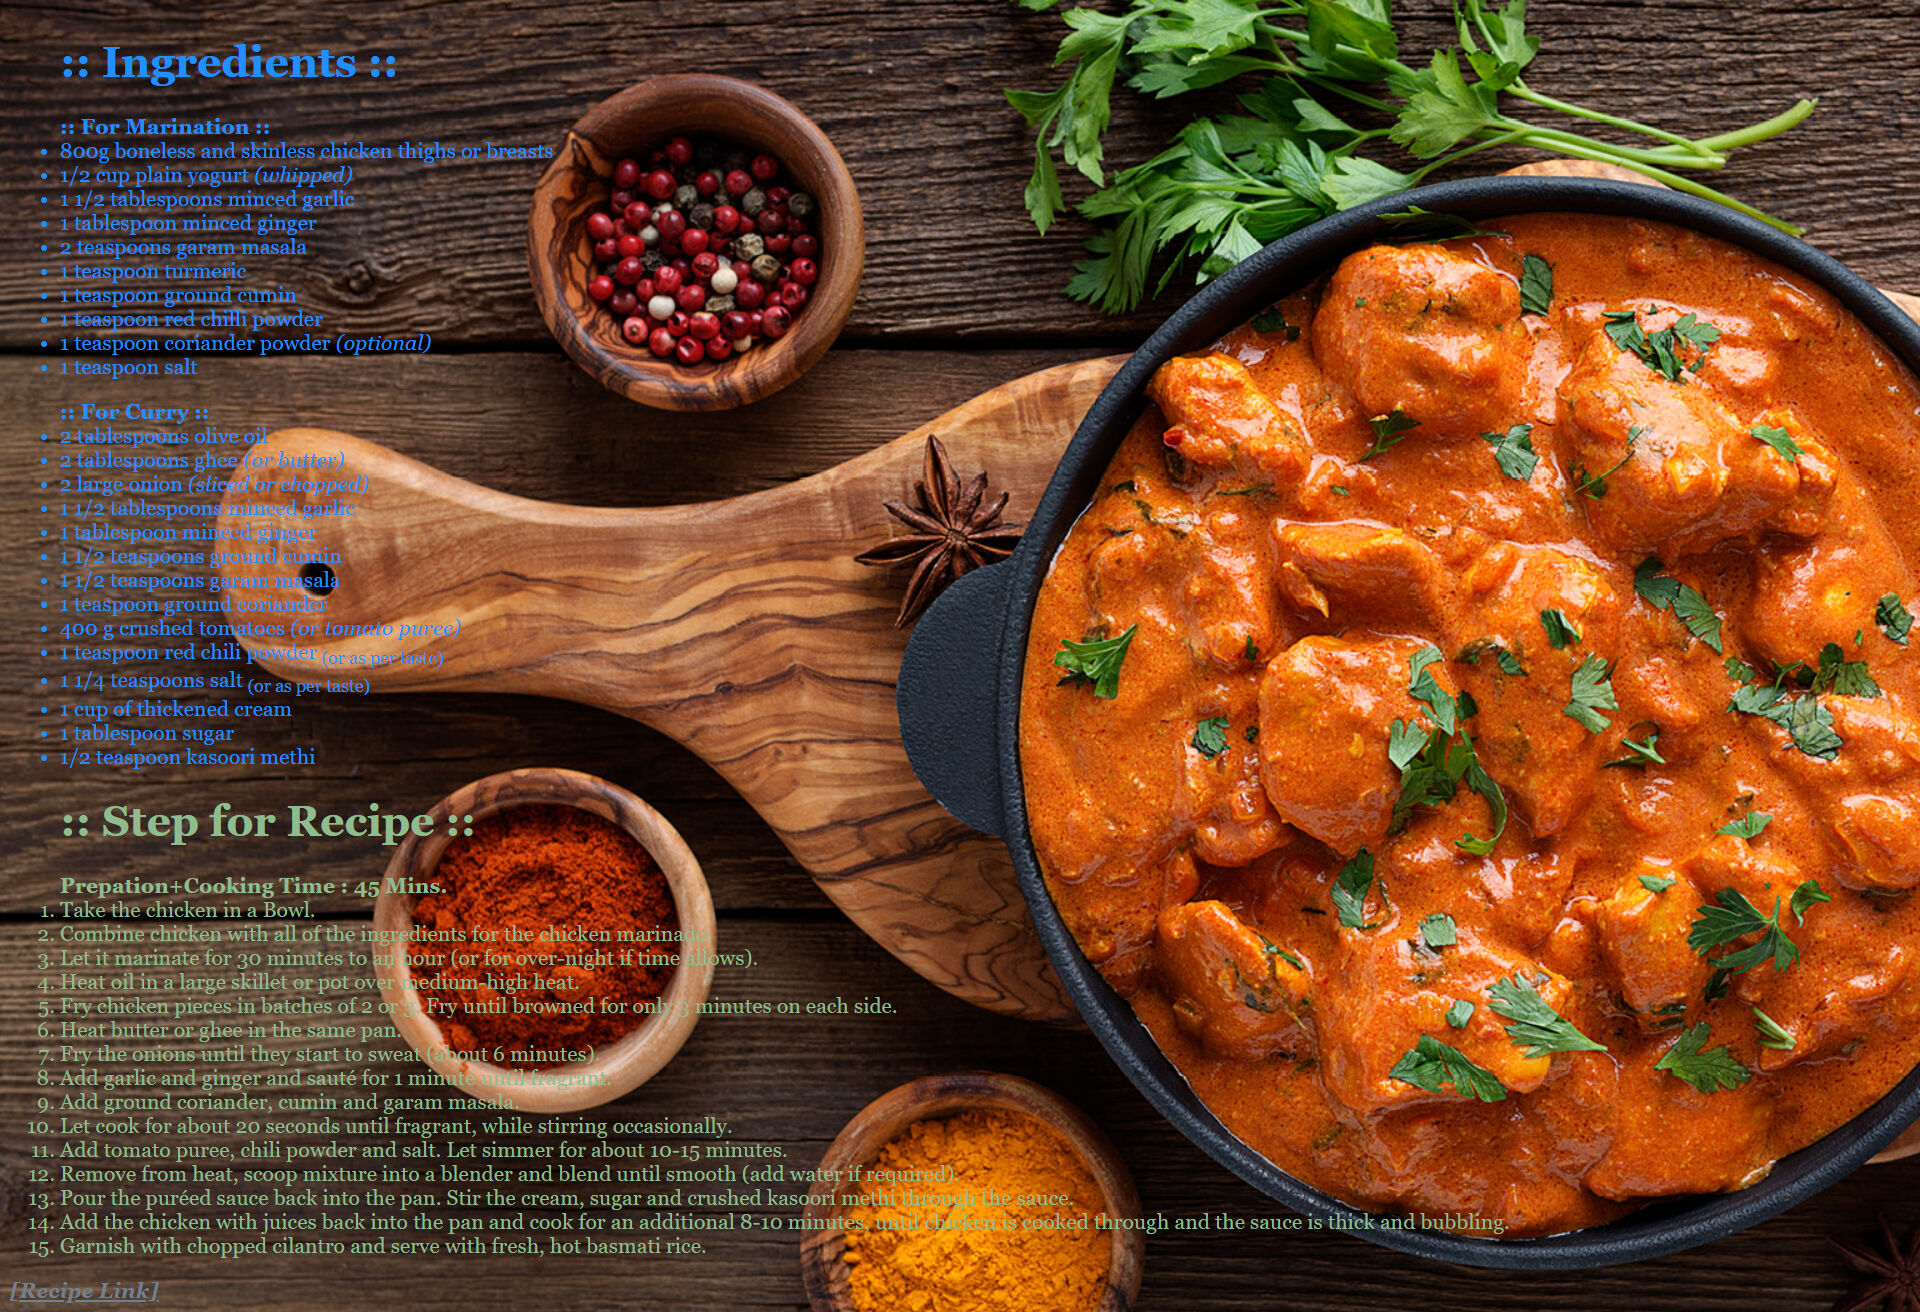 :: Ingredients ::
:: For Marination ::
• 800g boneless and skinless chicken thighs or breasts
• 1/2 cup plain yogurt (whipped)
• 1 1/2 tablespoons minced garlic
• 1 tablespoon minced ginger
• 2 teaspoons garam masala
• 1 teaspoon turmeric
• 1 teaspoon ground cumin
• 1 teaspoon red chilli powder
• 1 teaspoon coriander powder (optional)
• 1 teaspoon salt
:: For Curry ::
• 2 tablespoons olive oil
• 2 tablespoons ghee (or butter)
• 2 large onion (sliced or chopped)
• 1 1/2 tablespoons minced garlic
• 1 tablespoon minced ginger
• 1 1/2 teaspoons ground cumin
• 1 1/2 teaspoons garam masala
• 1 teaspoon ground coriander
• 400 g crushed tomatoes (or tomato puree)
• 1 teaspoon red chili powder (or as per taste)
• 1 1/4 teaspoons salt (or as per taste)
• 1 cup of thickened cream
• 1 tablespoon sugar
• 1/2 teaspoon kasoori methi
:: Step for Recipe ::
Prepation+Cooking Time : 45 Mins.
1. Take the chicken in a Bowl.
2. Combine chicken with all of the ingredients for the chicken marinade.
3. Let it marinate for 30 minutes to an hour (or for over-night if time allows).
4. Heat oil in a large skillet or pot over medium-high heat.
5. Fry chicken pieces in batches of 2 or 3. Fry until browned for only 3 minutes on each side.
6. Heat butter or ghee in the same pan.
7. Fry the onions until they start to sweat (about 6 minutes).
8. Add garlic and ginger and sauté for 1 minute until fragrant.
9. Add ground coriander, cumin and garam masala.
10. Let cook for about 20 seconds until fragrant, while stirring occasionally.
11. Add tomato puree, chili powder and salt. Let simmer for about 10-15 minutes.
12. Remove from heat, scoop mixture into a blender and blend until smooth (add water if required).
13. Pour the puréed sauce back into the pan. Stir the cream, sugar and crushed kasoori methi through the sauce.
14. Add the chicken with juices back into the pan and cook for an additional 8-10 minutes, until chicken is cooked through and the sauce is thick and bubbling.
15. Garnish with chopped cilantro and serve with fresh, hot basmati rice.
[Recipe Link]